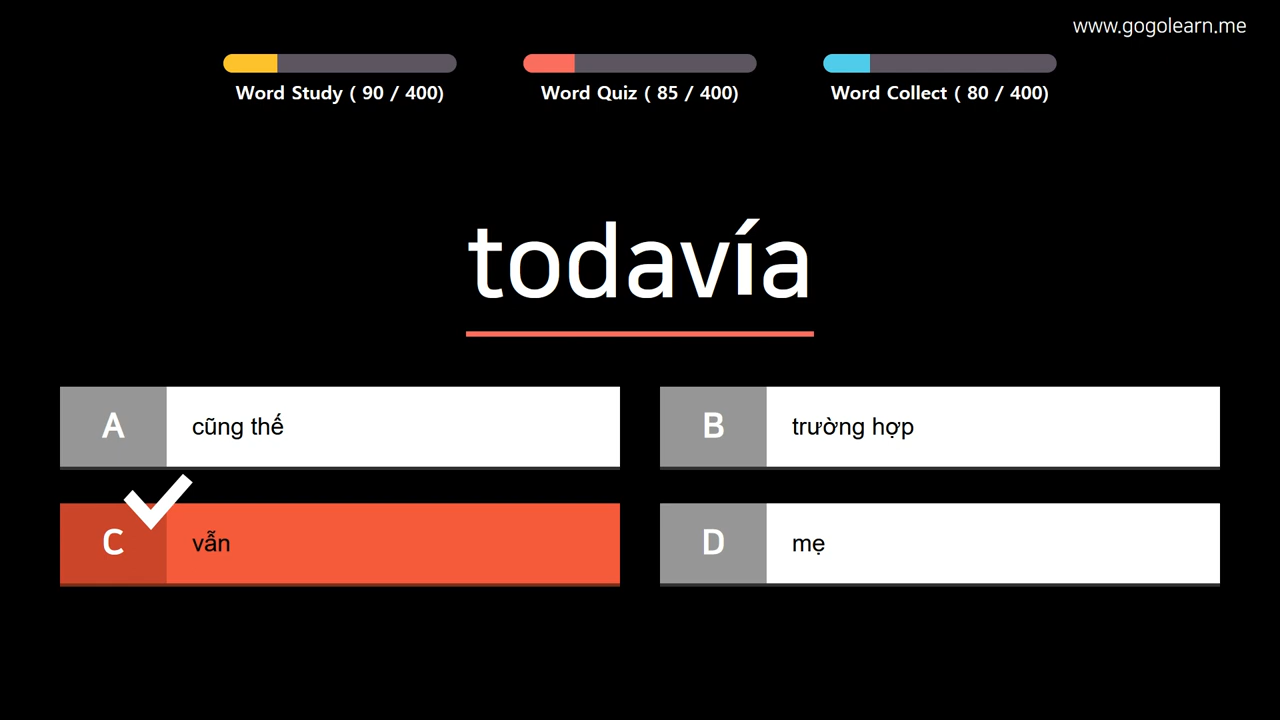 www.gogolearn.me
Word Study ( 90 / 400)
Word Quiz ( 85 / 400)
Word Collect ( 80 / 400)
todavía
A cũng thế
B trường hợp
C vẫn
D mẹ